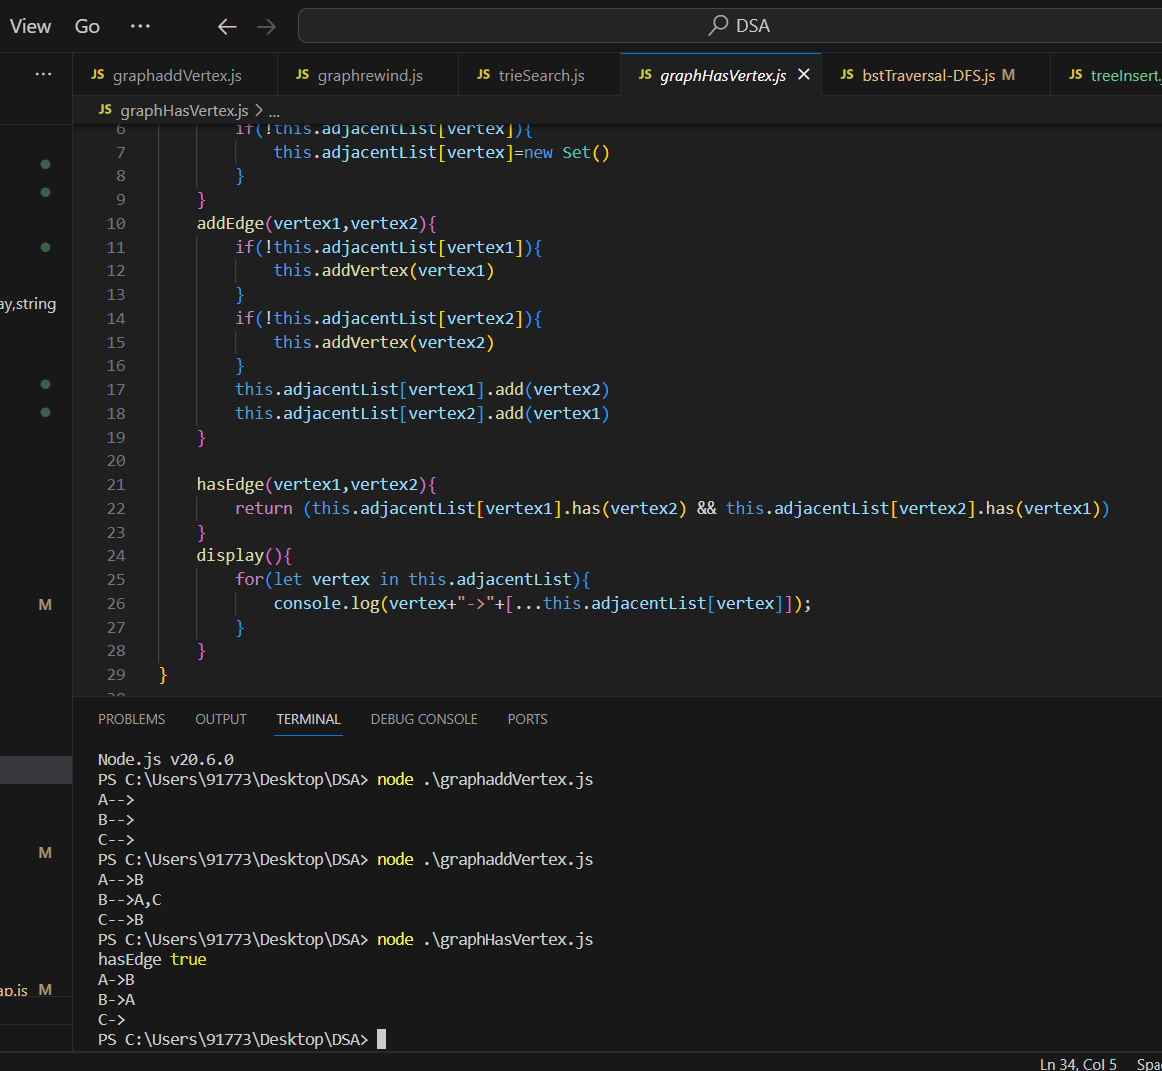 View Go ··· ← → DSA
··· JS graphaddVertex.js JS graphrewind.js JS trieSearch.js JS graphHasVertex.js × JS bstTraversal-DFS.js M JS treeInsert.
JS graphHasVertex.js > ...
6 if(!this.adjacentList[vertex]){
7 this.adjacentList[vertex]=new Set()
8 }
9 }
10 addEdge(vertex1,vertex2){
11 if(!this.adjacentList[vertex1]){
12 this.addVertex(vertex1)
13 }
14 if(!this.adjacentList[vertex2]){
15 this.addVertex(vertex2)
16 }
17 this.adjacentList[vertex1].add(vertex2)
18 this.adjacentList[vertex2].add(vertex1)
19 }
20
21 hasEdge(vertex1,vertex2){
22 return (this.adjacentList[vertex1].has(vertex2) && this.adjacentList[vertex2].has(vertex1))
23 }
24 display(){
25 for(let vertex in this.adjacentList){
26 console.log(vertex+"->"+[...this.adjacentList[vertex]]);
27 }
28 }
29 }
ay,string
M
M
ap.js M
PROBLEMS OUTPUT TERMINAL DEBUG CONSOLE PORTS
Node.js v20.6.0
PS C:\Users\91773\Desktop\DSA> node .\graphaddVertex.js
A-->
B-->
C-->
PS C:\Users\91773\Desktop\DSA> node .\graphaddVertex.js
A-->B
B-->A,C
C-->B
PS C:\Users\91773\Desktop\DSA> node .\graphHasVertex.js
hasEdge true
A->B
B->A
C->
PS C:\Users\91773\Desktop\DSA>
Ln 34, Col 5 Spa